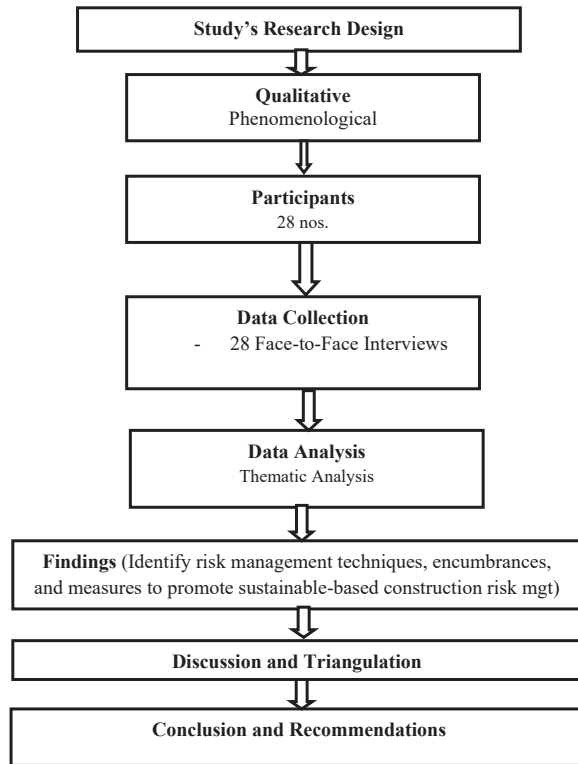 Study’s Research Design
Qualitative
Phenomenological
Participants
28 nos.
Data Collection
- 28 Face-to-Face Interviews
Data Analysis
Thematic Analysis
Findings (Identify risk management techniques, encumbrances,
and measures to promote sustainable-based construction risk mgt)
Discussion and Triangulation
Conclusion and Recommendations